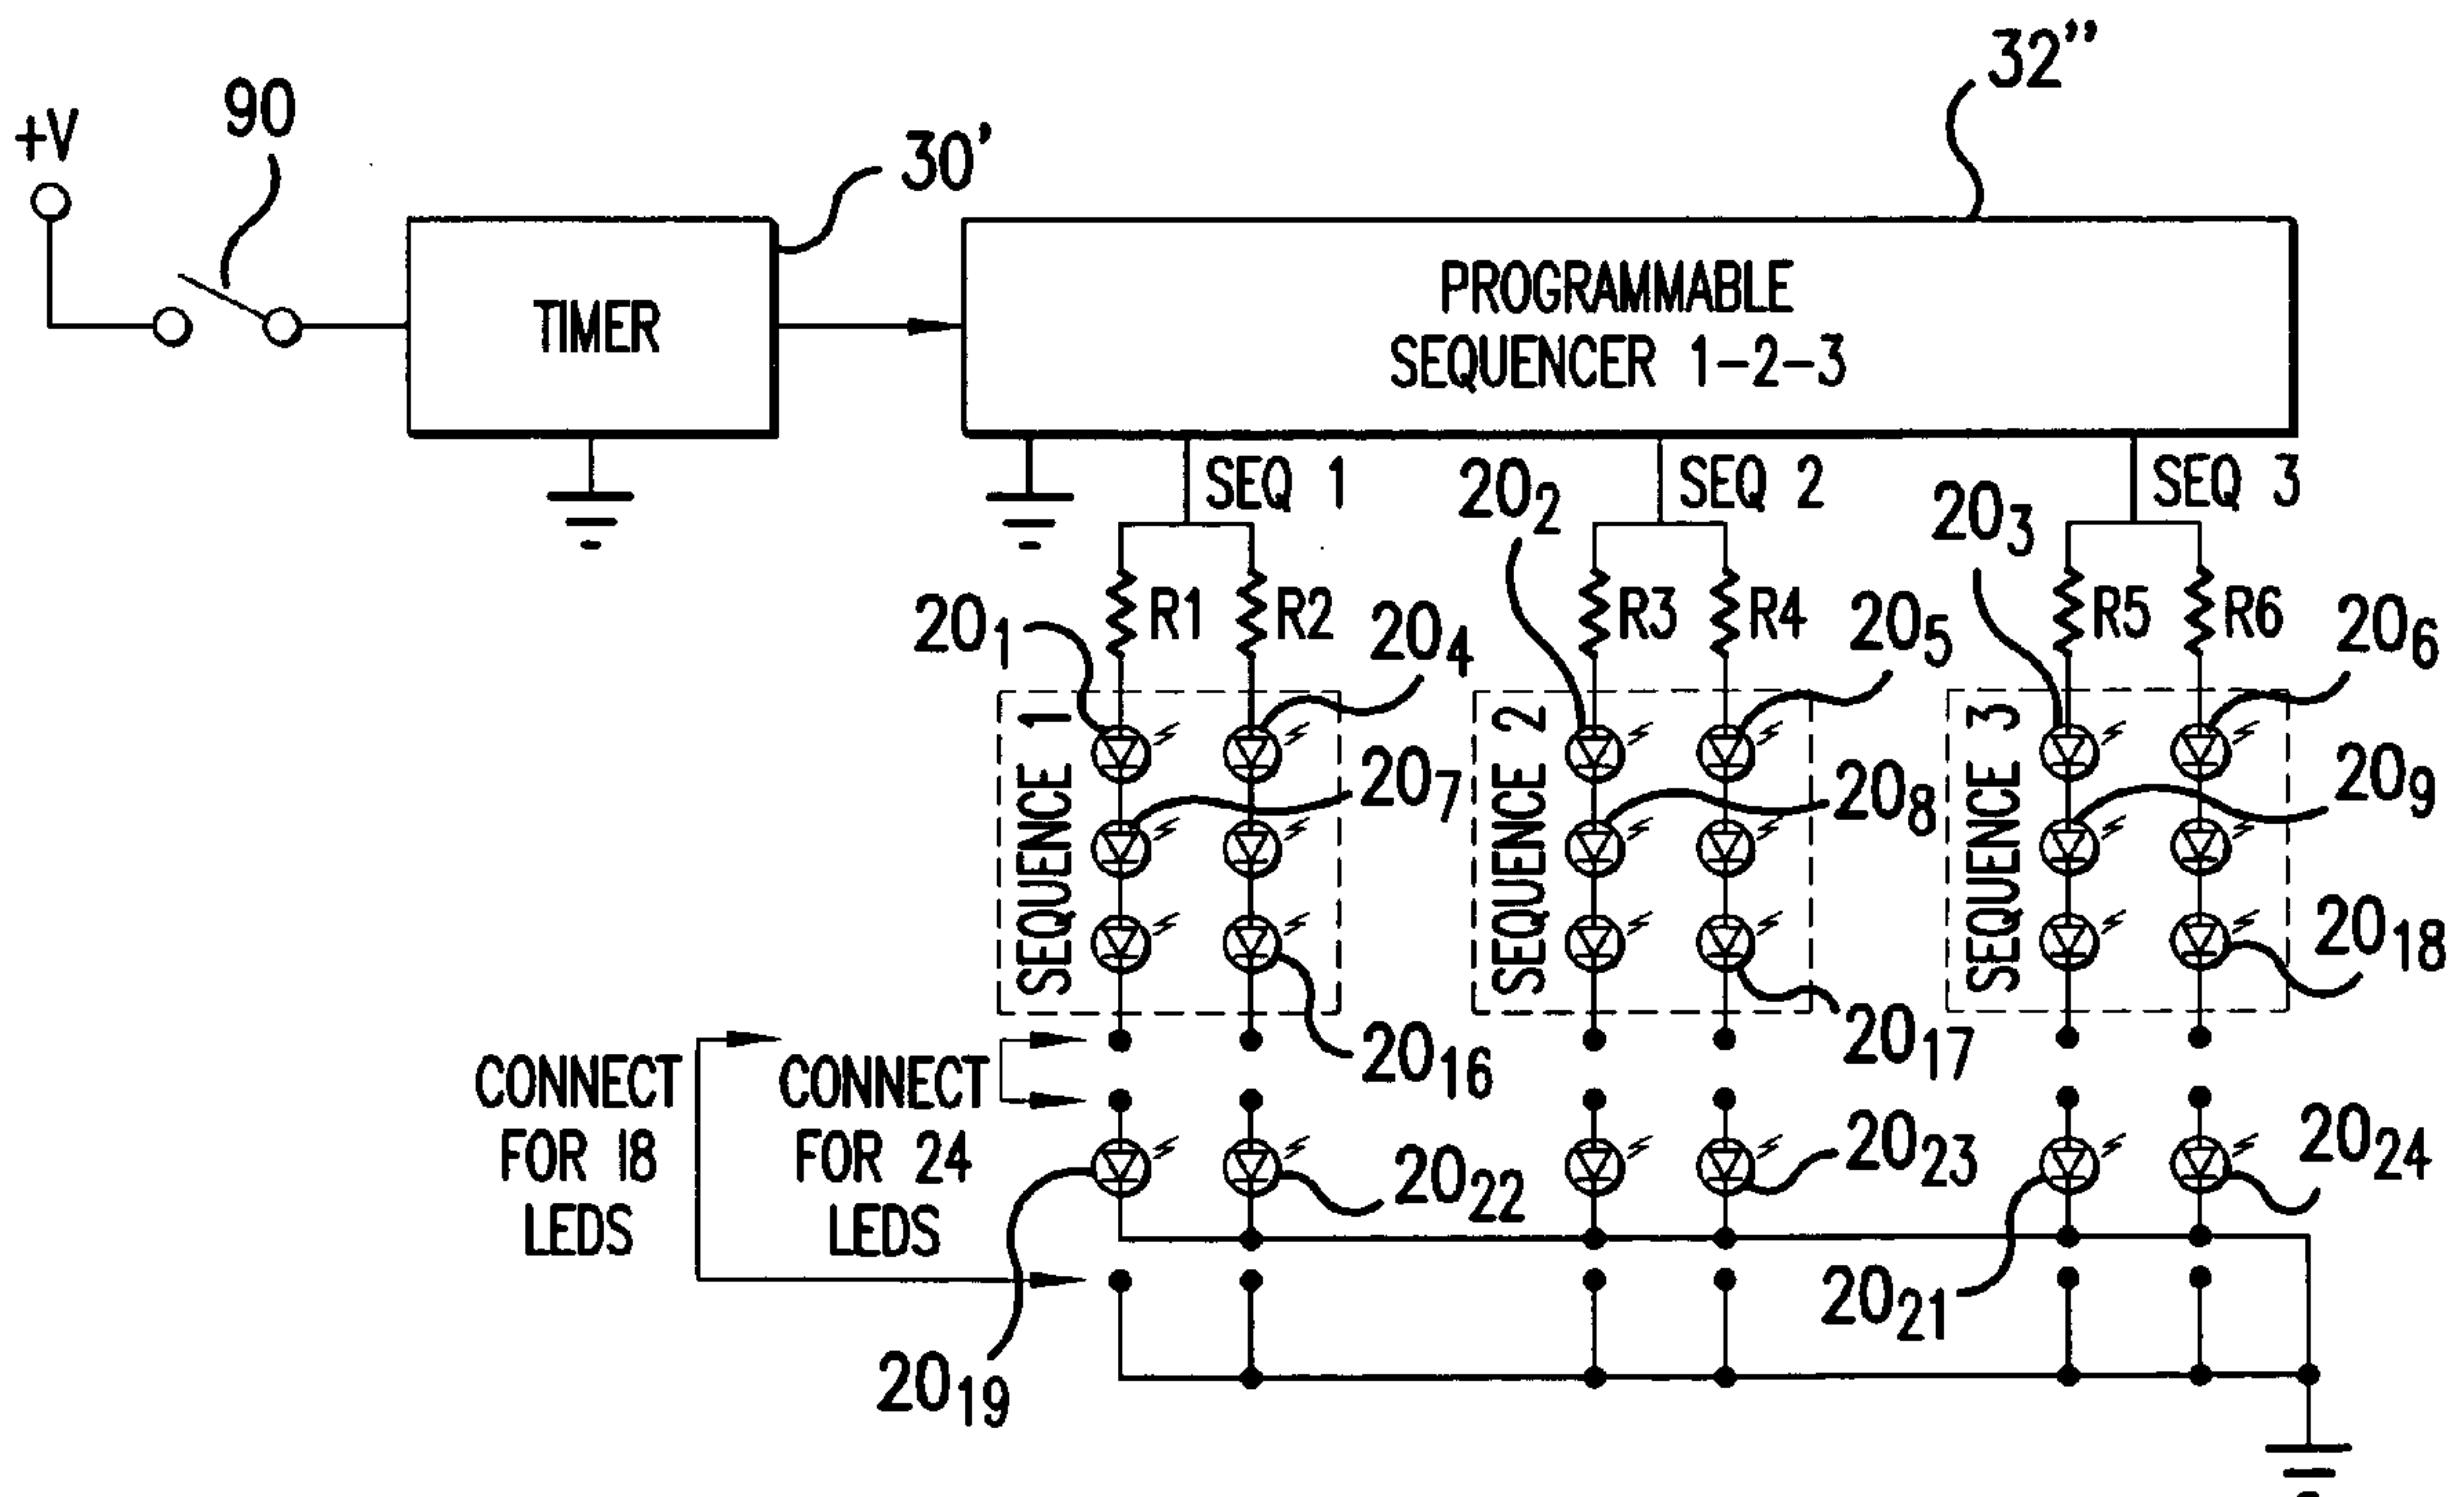 +V
90
30'
32"
TIMER
PROGRAMMABLE
SEQUENCER 1-2-3
SEQ 1
SEQ 2
SEQ 3
20₁
R1
R2
20₄
20₂
R3
R4
20₅
20₃
R5
R6
20₆
SEQUENCE 1
20₇
SEQUENCE 2
20₈
SEQUENCE 3
20₉
20₁₆
20₁₇
20₁₈
CONNECT
FOR 18
LEDS
CONNECT
FOR 24
LEDS
20₁₉
20₂₂
20₂₃
20₂₁
20₂₄